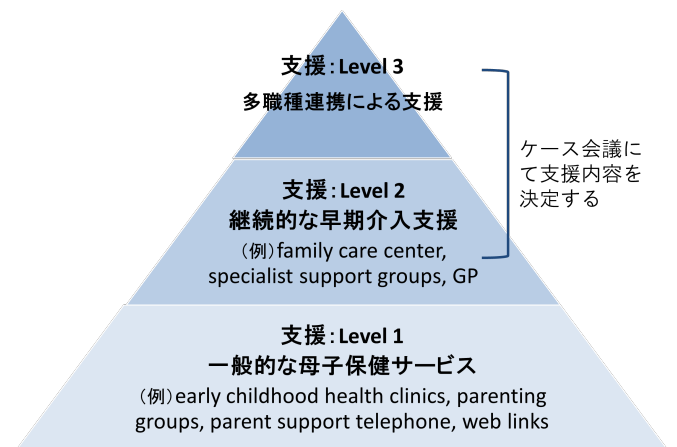 支援：Level 3
多職種連携による支援
ケース会議に
て支援内容を
決定する
支援：Level 2
継続的な早期介入支援
（例）family care center,
specialist support groups, GP
支援：Level 1
一般的な母子保健サービス
（例）early childhood health clinics, parenting
groups, parent support telephone, web links